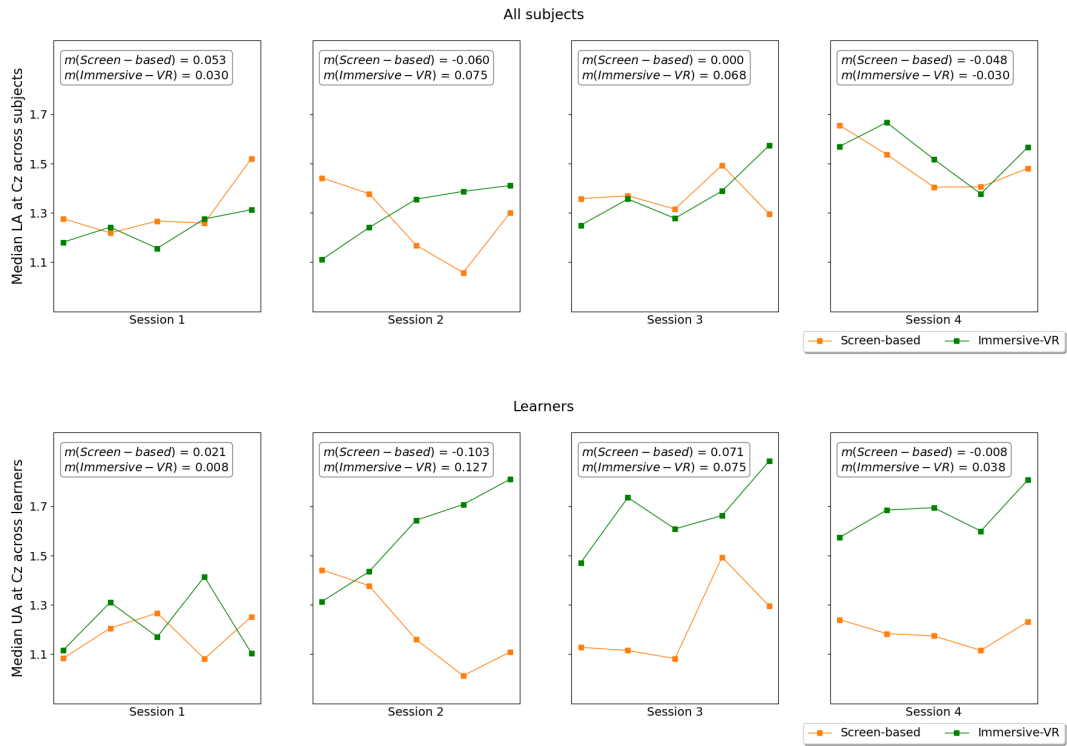 All subjects
Median LA at Cz across subjects
1.7
1.5
1.3
1.1
m(Screen − based) = 0.053
m(Immersive − VR) = 0.030
Session 1
m(Screen − based) = -0.060
m(Immersive − VR) = 0.075
Session 2
m(Screen − based) = 0.000
m(Immersive − VR) = 0.068
Session 3
m(Screen − based) = -0.048
m(Immersive − VR) = -0.030
Session 4
Screen-based Immersive-VR
Learners
Median UA at Cz across learners
1.7
1.5
1.3
1.1
m(Screen − based) = 0.021
m(Immersive − VR) = 0.008
Session 1
m(Screen − based) = -0.103
m(Immersive − VR) = 0.127
Session 2
m(Screen − based) = 0.071
m(Immersive − VR) = 0.075
Session 3
m(Screen − based) = -0.008
m(Immersive − VR) = 0.038
Session 4
Screen-based Immersive-VR